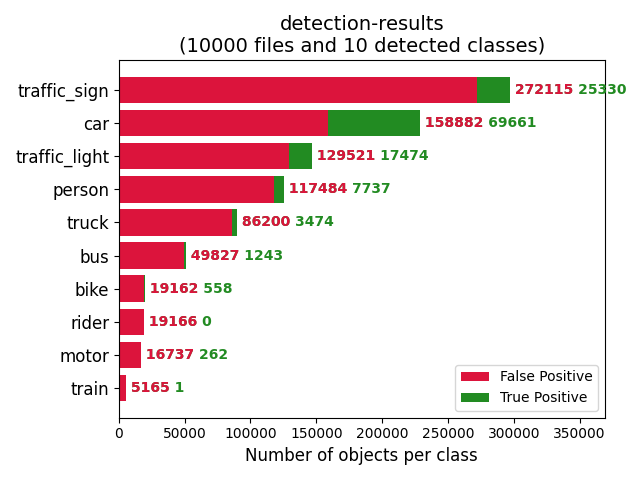 detection-results
(10000 files and 10 detected classes)
traffic_sign 272115 25330
car 158882 69661
traffic_light 129521 17474
person 117484 7737
truck 86200 3474
bus 49827 1243
bike 19162 558
rider 19166 0
motor 16737 262
train 5165 1
False Positive
True Positive
0 50000 100000 150000 200000 250000 300000 350000
Number of objects per class